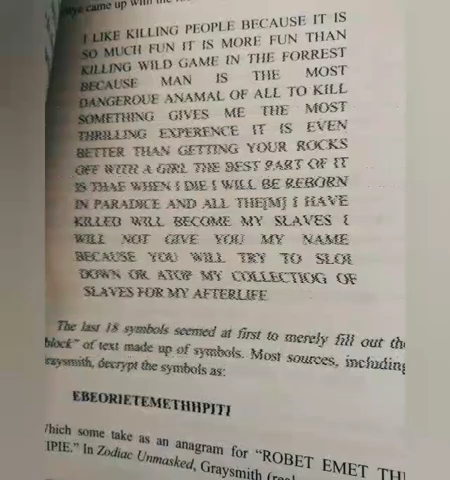 came up with the
I LIKE KILLING PEOPLE BECAUSE IT IS
SO MUCH FUN IT IS MORE FUN THAN
KILLING WILD GAME IN THE FORREST
BECAUSE MAN IS THE MOST
DANGEROUE ANAMAL OF ALL TO KILL
SOMETHING GIVES ME THE MOST
THRILLING EXPERENCE IT IS EVEN
BETTER THAN GETTING YOUR ROCKS
OFF WITH A GIRL THE BEST PART OF IT
IS THAE WHEN I DIE I WILL BE REBORN
IN PARADICE AND ALL THE[M] I HAVE
KILLED WILL BECOME MY SLAVES I
WILL NOT GIVE YOU MY NAME
BECAUSE YOU WILL TRY TO SLOI
DOWN OR ATOP MY COLLECTIOG OF
SLAVES FOR MY AFTERLIFE
The last 18 symbols seemed at first to merely fill out the
block" of text made up of symbols. Most sources, including
raysmith, decrypt the symbols as:
EBEORIETEMETHHPITI
hich some take as an anagram for "ROBET EMET THE
IPIE." In Zodiac Unmasked, Graysmith